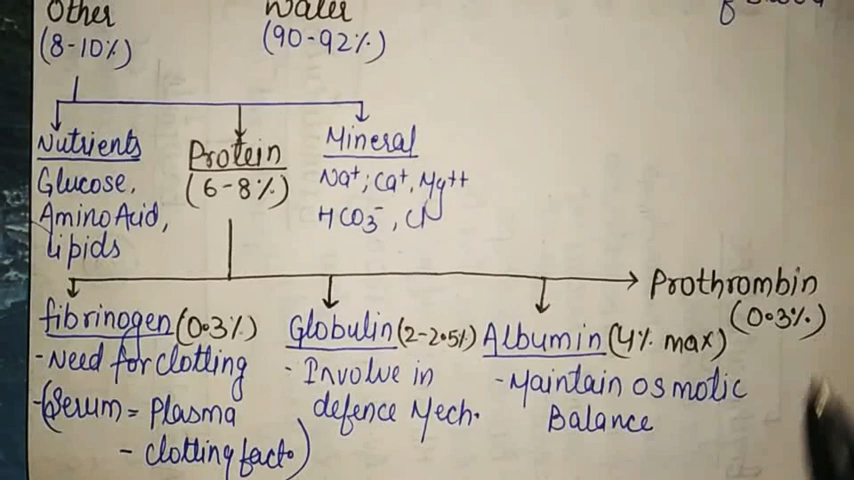 Other
Water
(8-10%)
(90-92%)
Nutrients
Glucose,
Amino Acid,
Lipids
Protein
(6-8%)
Mineral
Na⁺, Ca⁺, Mg⁺⁺
HCO3⁻, Cl
Prothrombin
(0.3%)
fibrinogen (0.3%)
- Need for clotting
- (Serum = Plasma
- clotting facto)
Globulin (2-2.5%)
- Involve in
defence Mech.
Albumin (4% max)
- Maintain osmotic
Balance